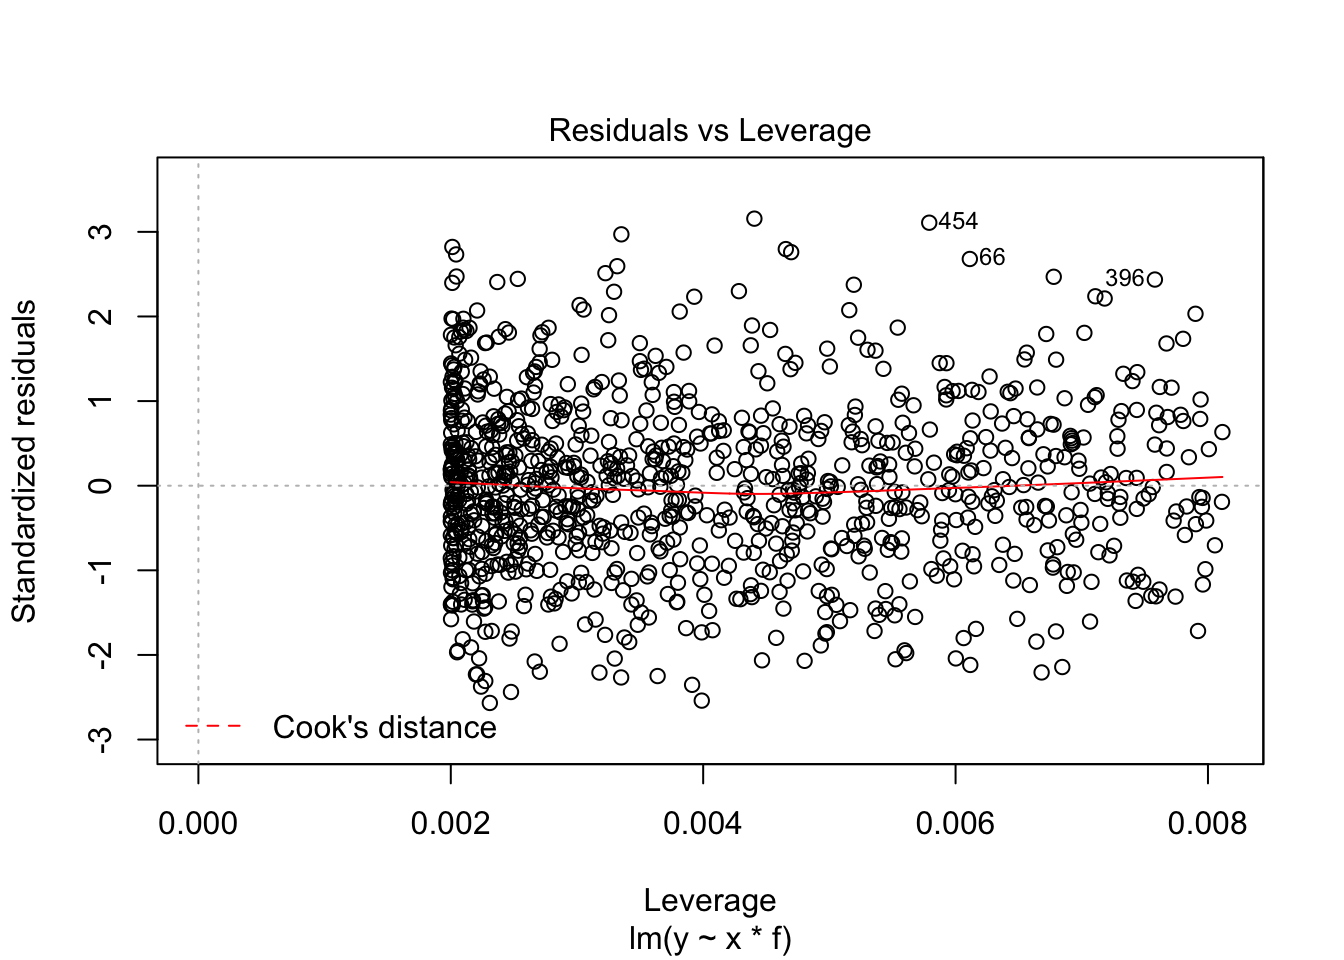 Residuals vs Leverage
Standardized residuals
3
2
1
0
-1
-2
-3
454
66
396
Cook's distance
0.000 0.002 0.004 0.006 0.008
Leverage
lm(y ~ x * f)